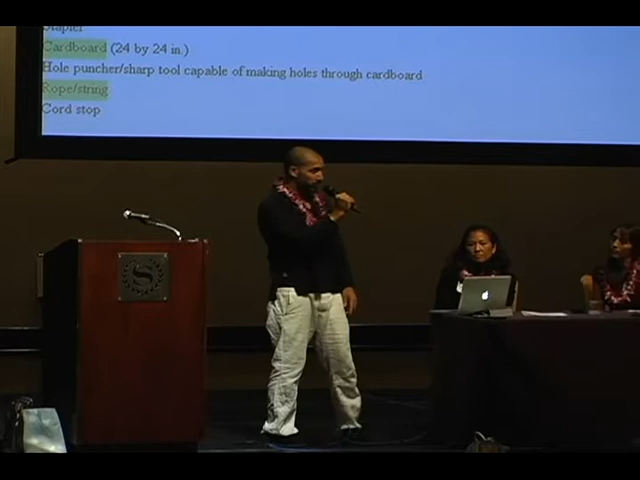 Stapler
Cardboard (24 by 24 in.)
Hole puncher/sharp tool capable of making holes through cardboard
Rope/string
Cord stop
S